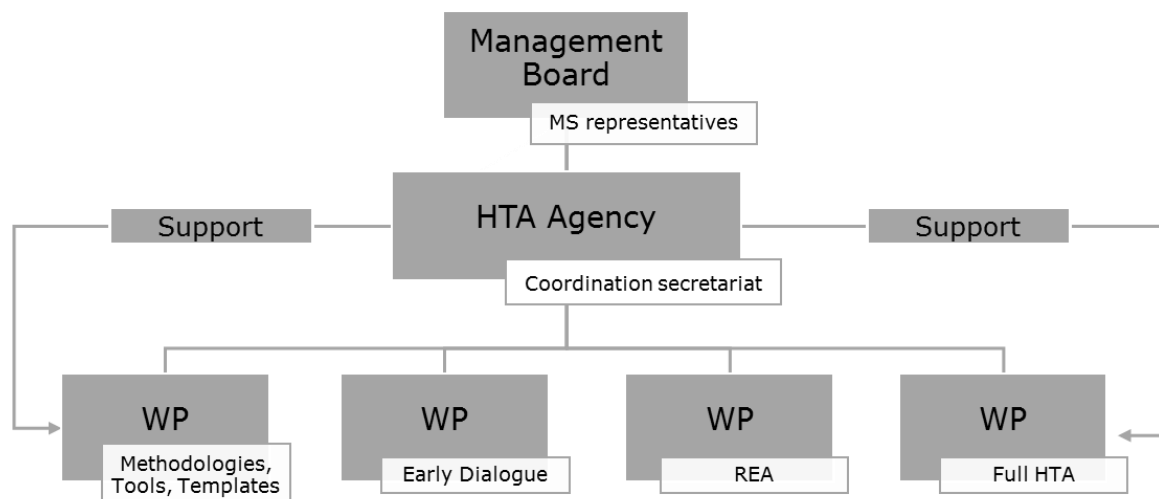 Management
Board
MS representatives
HTA Agency
Support
Support
Coordination secretariat
WP
WP
WP
WP
Methodologies,
Tools, Templates
Early Dialogue
REA
Full HTA